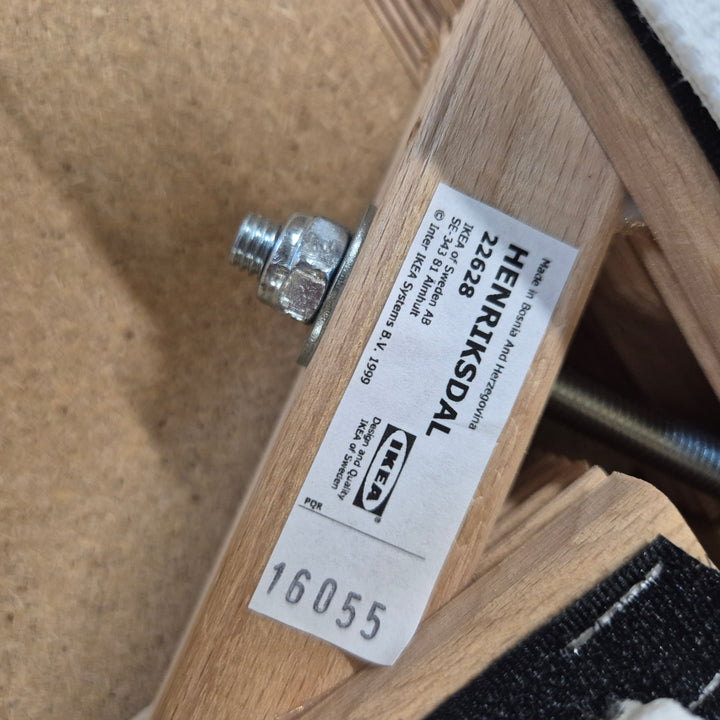 Made in Bosnia And Herzegovina
HENRIKSDAL
22628
IKEA of Sweden AB
SE-343 81 Älmhult
© Inter IKEA Systems B.V. 1999
IKEA®
Design and Quality
IKEA of Sweden
PQR
16055